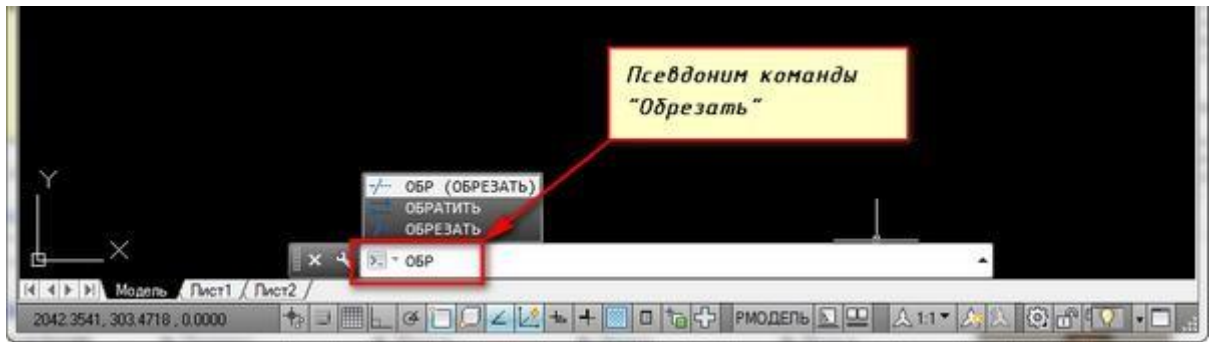 Псевдоним команды
"Обрезать"
Y
ОБР (ОБРЕЗАТЬ)
ОБРАТИТЬ
ОБРЕЗАТЬ
X
ОБР
Модель Лист1 Лист2
2042.3541, 303.4718 , 0.0000 РМОДЕЛЬ 1:1